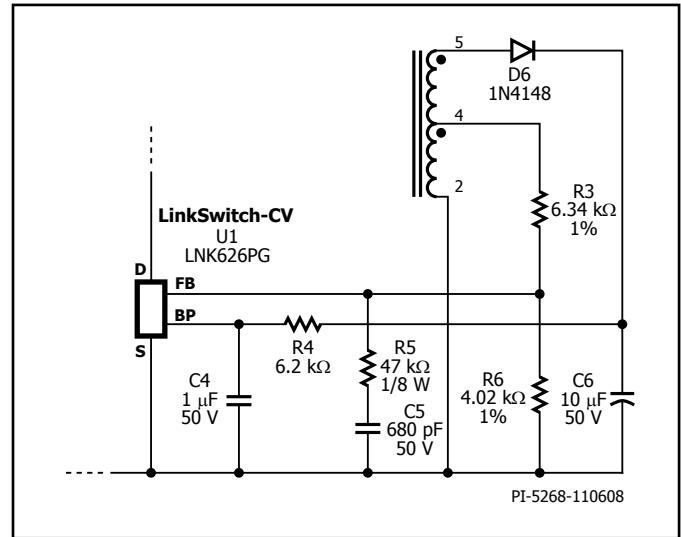 5
D6
1N4148
4
2
R3
6.34 kΩ
1%
LinkSwitch-CV
U1
LNK626PG
D
FB
BP
S
R4
6.2 kΩ
R5
47 kΩ
1/8 W
C4
1 μF
50 V
C5
680 pF
50 V
R6
4.02 kΩ
1%
C6
10 μF
50 V
PI-5268-110608